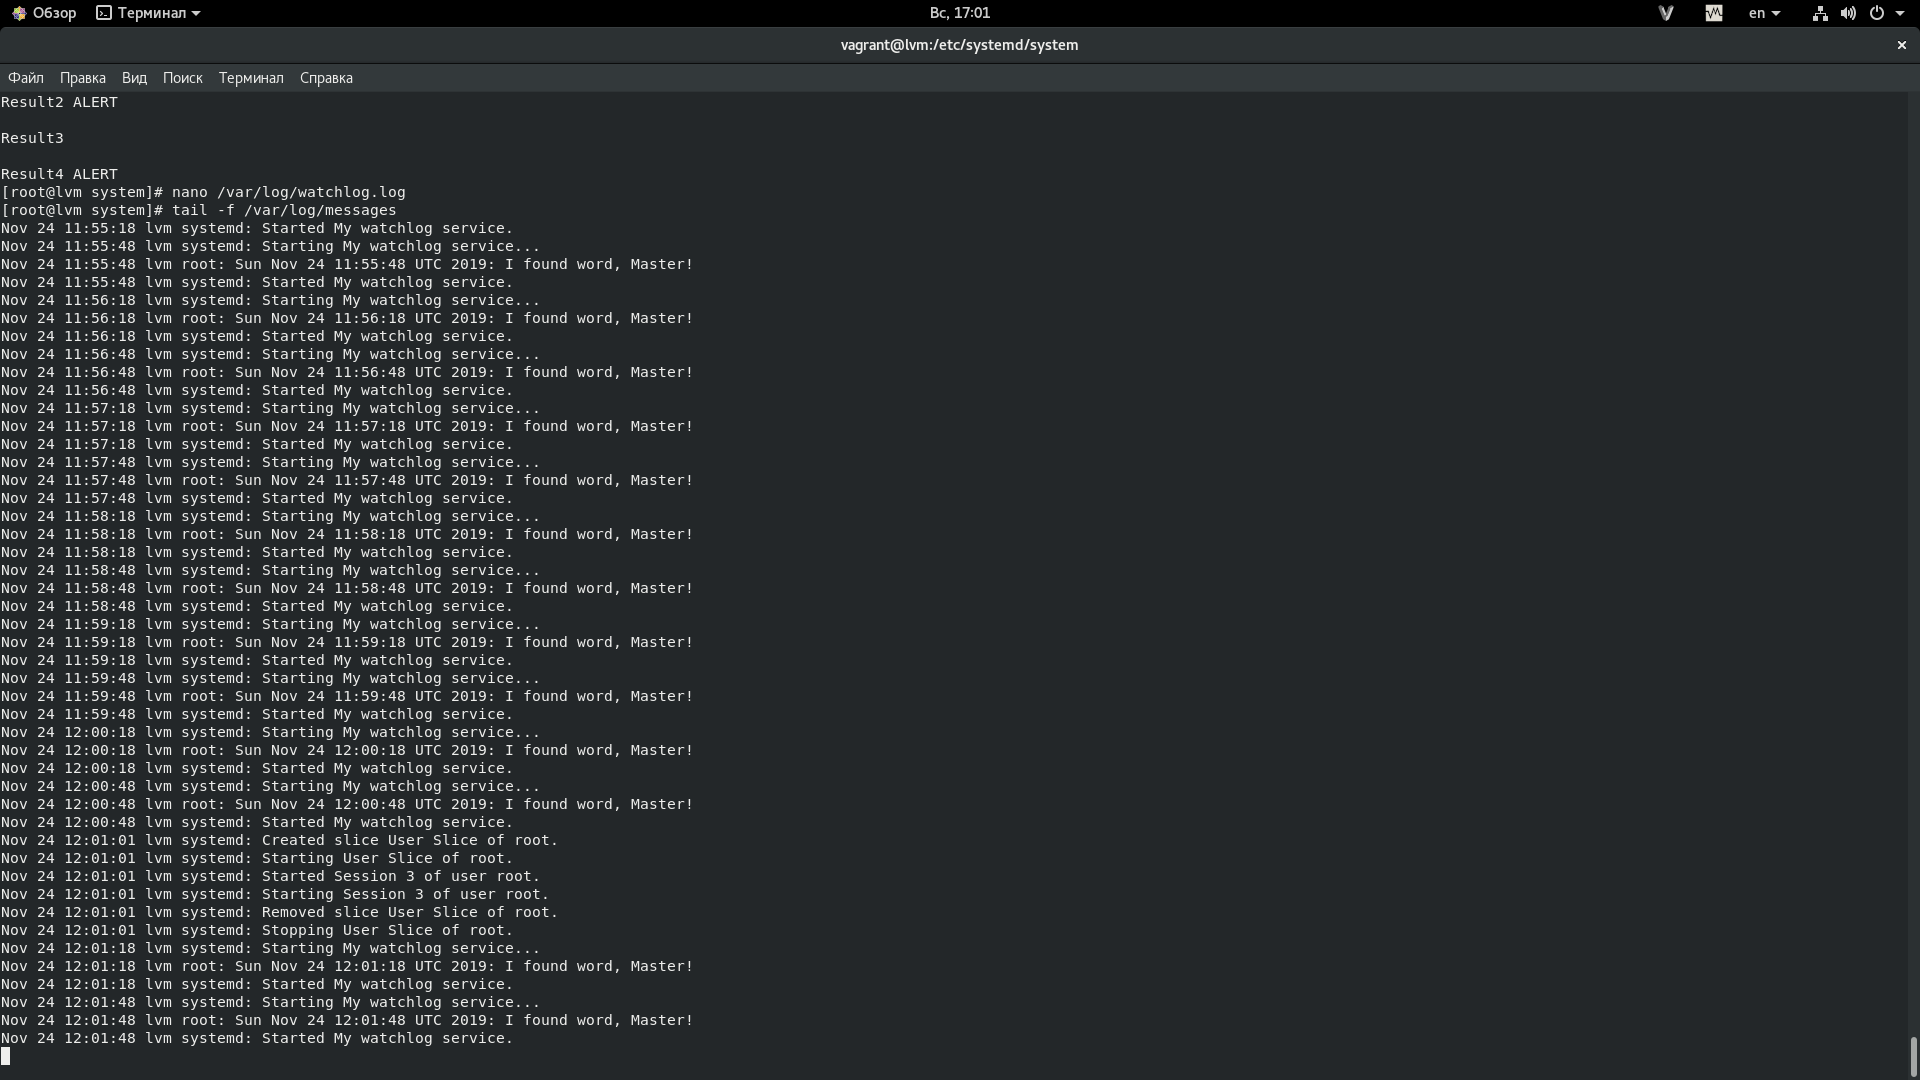 Обзор Терминал Вс, 17:01 en
vagrant@lvm:/etc/systemd/system
Файл Правка Вид Поиск Терминал Справка
Result2 ALERT
Result3
Result4 ALERT
[root@lvm system]# nano /var/log/watchlog.log
[root@lvm system]# tail -f /var/log/messages
Nov 24 11:55:18 lvm systemd: Started My watchlog service.
Nov 24 11:55:48 lvm systemd: Starting My watchlog service...
Nov 24 11:55:48 lvm root: Sun Nov 24 11:55:48 UTC 2019: I found word, Master!
Nov 24 11:55:48 lvm systemd: Started My watchlog service.
Nov 24 11:56:18 lvm systemd: Starting My watchlog service...
Nov 24 11:56:18 lvm root: Sun Nov 24 11:56:18 UTC 2019: I found word, Master!
Nov 24 11:56:18 lvm systemd: Started My watchlog service.
Nov 24 11:56:48 lvm systemd: Starting My watchlog service...
Nov 24 11:56:48 lvm root: Sun Nov 24 11:56:48 UTC 2019: I found word, Master!
Nov 24 11:56:48 lvm systemd: Started My watchlog service.
Nov 24 11:57:18 lvm systemd: Starting My watchlog service...
Nov 24 11:57:18 lvm root: Sun Nov 24 11:57:18 UTC 2019: I found word, Master!
Nov 24 11:57:18 lvm systemd: Started My watchlog service.
Nov 24 11:57:48 lvm systemd: Starting My watchlog service...
Nov 24 11:57:48 lvm root: Sun Nov 24 11:57:48 UTC 2019: I found word, Master!
Nov 24 11:57:48 lvm systemd: Started My watchlog service.
Nov 24 11:58:18 lvm systemd: Starting My watchlog service...
Nov 24 11:58:18 lvm root: Sun Nov 24 11:58:18 UTC 2019: I found word, Master!
Nov 24 11:58:18 lvm systemd: Started My watchlog service.
Nov 24 11:58:48 lvm systemd: Starting My watchlog service...
Nov 24 11:58:48 lvm root: Sun Nov 24 11:58:48 UTC 2019: I found word, Master!
Nov 24 11:58:48 lvm systemd: Started My watchlog service.
Nov 24 11:59:18 lvm systemd: Starting My watchlog service...
Nov 24 11:59:18 lvm root: Sun Nov 24 11:59:18 UTC 2019: I found word, Master!
Nov 24 11:59:18 lvm systemd: Started My watchlog service.
Nov 24 11:59:48 lvm systemd: Starting My watchlog service...
Nov 24 11:59:48 lvm root: Sun Nov 24 11:59:48 UTC 2019: I found word, Master!
Nov 24 11:59:48 lvm systemd: Started My watchlog service.
Nov 24 12:00:18 lvm systemd: Starting My watchlog service...
Nov 24 12:00:18 lvm root: Sun Nov 24 12:00:18 UTC 2019: I found word, Master!
Nov 24 12:00:18 lvm systemd: Started My watchlog service.
Nov 24 12:00:48 lvm systemd: Starting My watchlog service...
Nov 24 12:00:48 lvm root: Sun Nov 24 12:00:48 UTC 2019: I found word, Master!
Nov 24 12:00:48 lvm systemd: Started My watchlog service.
Nov 24 12:01:01 lvm systemd: Created slice User Slice of root.
Nov 24 12:01:01 lvm systemd: Starting User Slice of root.
Nov 24 12:01:01 lvm systemd: Started Session 3 of user root.
Nov 24 12:01:01 lvm systemd: Starting Session 3 of user root.
Nov 24 12:01:01 lvm systemd: Removed slice User Slice of root.
Nov 24 12:01:01 lvm systemd: Stopping User Slice of root.
Nov 24 12:01:18 lvm systemd: Starting My watchlog service...
Nov 24 12:01:18 lvm root: Sun Nov 24 12:01:18 UTC 2019: I found word, Master!
Nov 24 12:01:18 lvm systemd: Started My watchlog service.
Nov 24 12:01:48 lvm systemd: Starting My watchlog service...
Nov 24 12:01:48 lvm root: Sun Nov 24 12:01:48 UTC 2019: I found word, Master!
Nov 24 12:01:48 lvm systemd: Started My watchlog service.